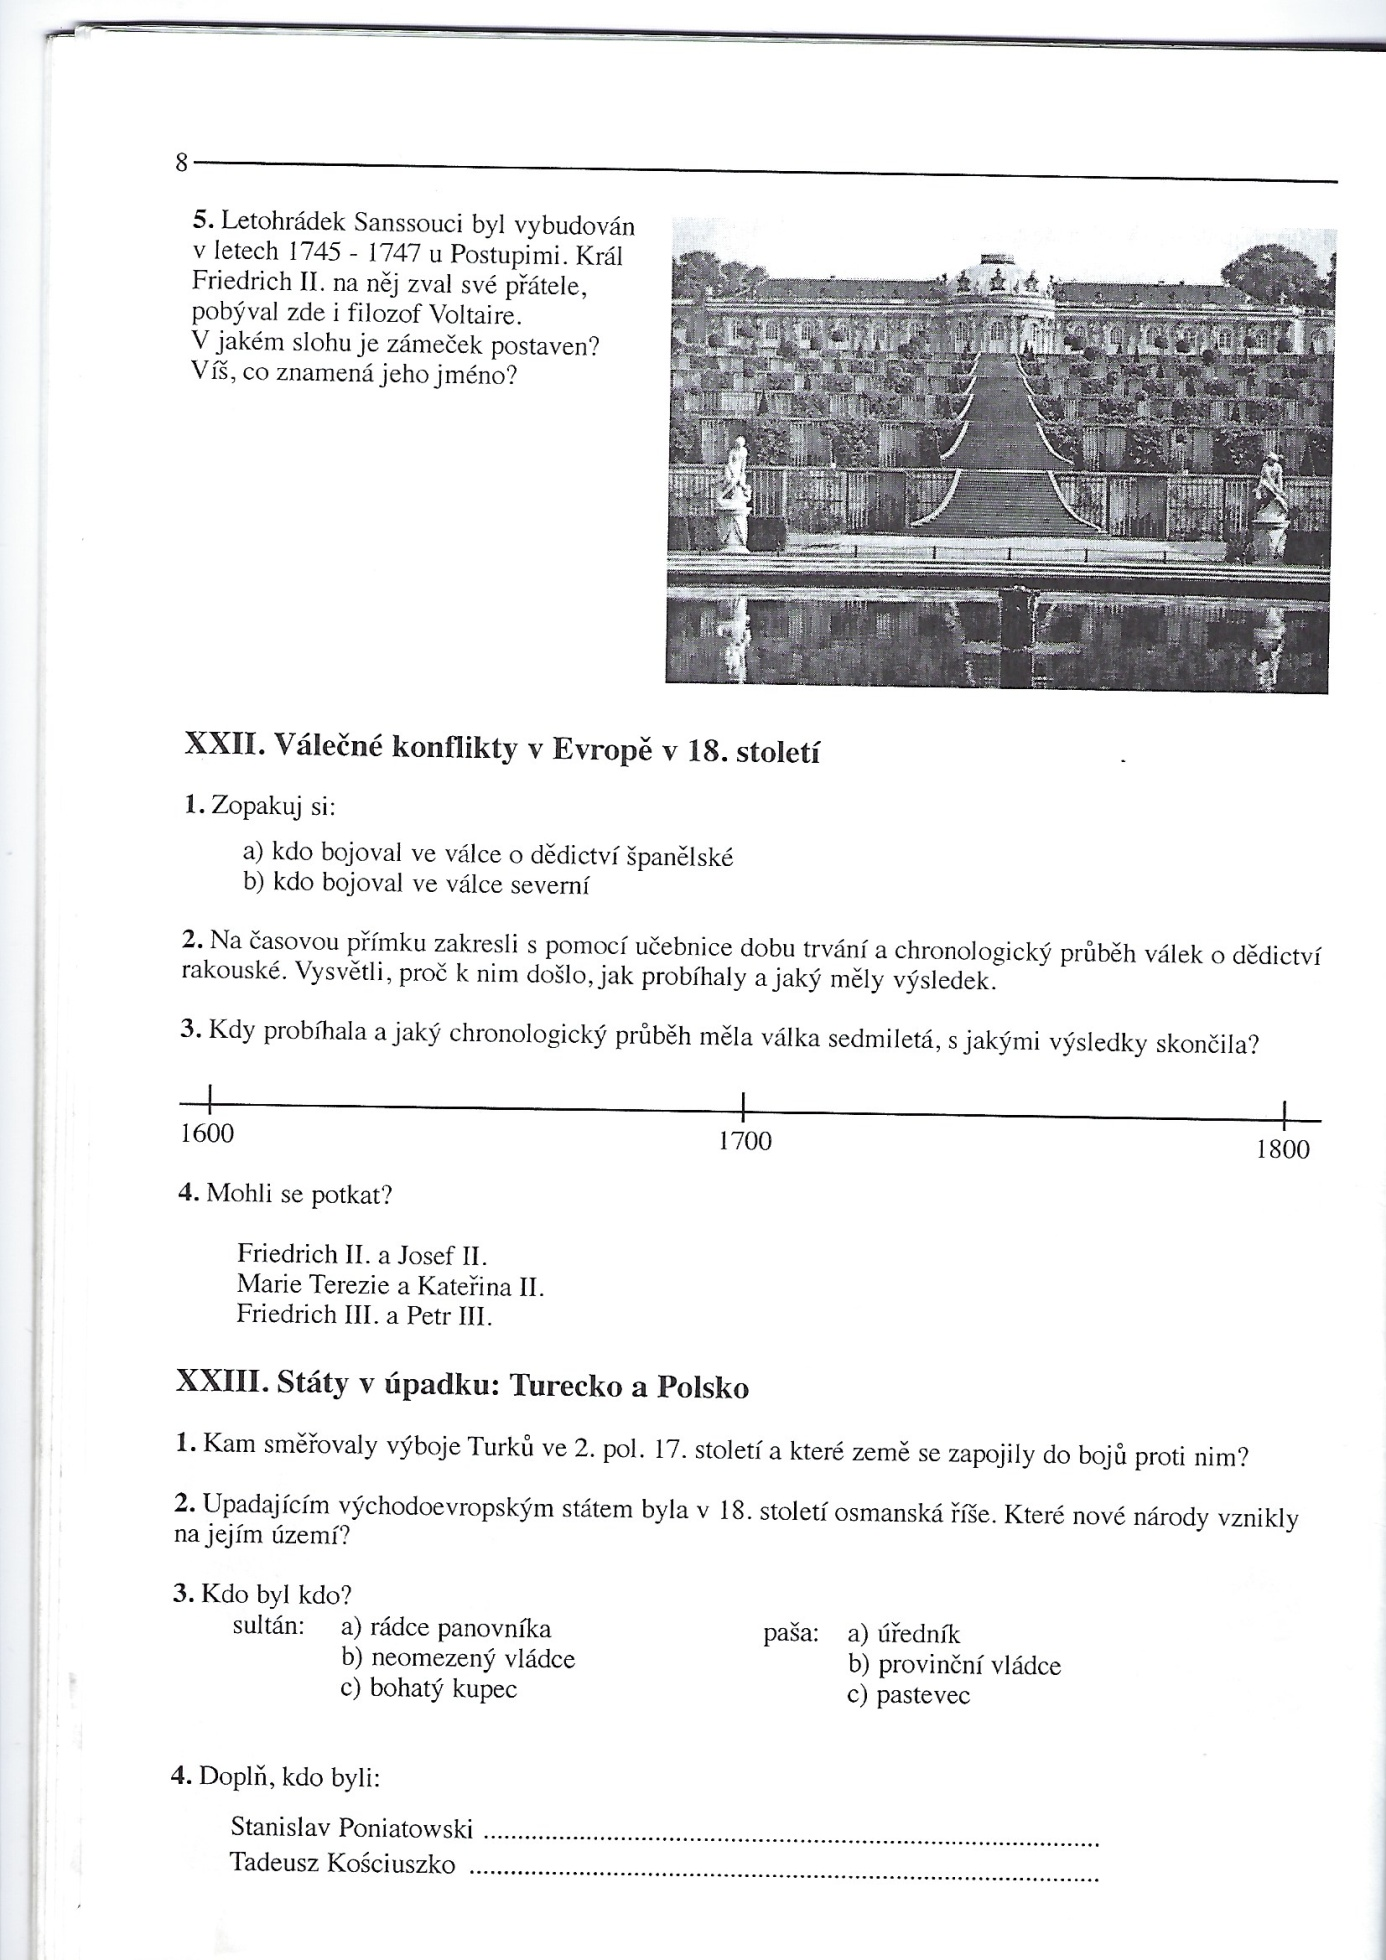 8
5. Letohrádek Sanssouci byl vybudován
v letech 1745 - 1747 u Postupimi. Král
Friedrich II. na něj zval své přátele,
pobýval zde i filozof Voltaire.
V jakém slohu je zámeček postaven?
Víš, co znamená jeho jméno?
XXII. Válečné konflikty v Evropě v 18. století
1. Zopakuj si:
a) kdo bojoval ve válce o dědictví španělské
b) kdo bojoval ve válce severní
2. Na časovou přímku zakresli s pomocí učebnice dobu trvání a chronologický průběh válek o dědictví
rakouské. Vysvětli, proč k nim došlo, jak probíhaly a jaký měly výsledek.
3. Kdy probíhala a jaký chronologický průběh měla válka sedmiletá, s jakými výsledky skončila?
1600 1700 1800
4. Mohli se potkat?
Friedrich II. a Josef II.
Marie Terezie a Kateřina II.
Friedrich III. a Petr III.
XXIII. Státy v úpadku: Turecko a Polsko
1. Kam směřovaly výboje Turků ve 2. pol. 17. století a které země se zapojily do bojů proti nim?
2. Upadajícím východoevropským státem byla v 18. století osmanská říše. Které nové národy vznikly
na jejím území?
3. Kdo byl kdo?
sultán: a) rádce panovníka paša: a) úředník
b) neomezený vládce b) provinční vládce
c) bohatý kupec c) pastevec
4. Doplň, kdo byli:
Stanislav Poniatowski ........................................................................
Tadeusz Kościuszko ........................................................................